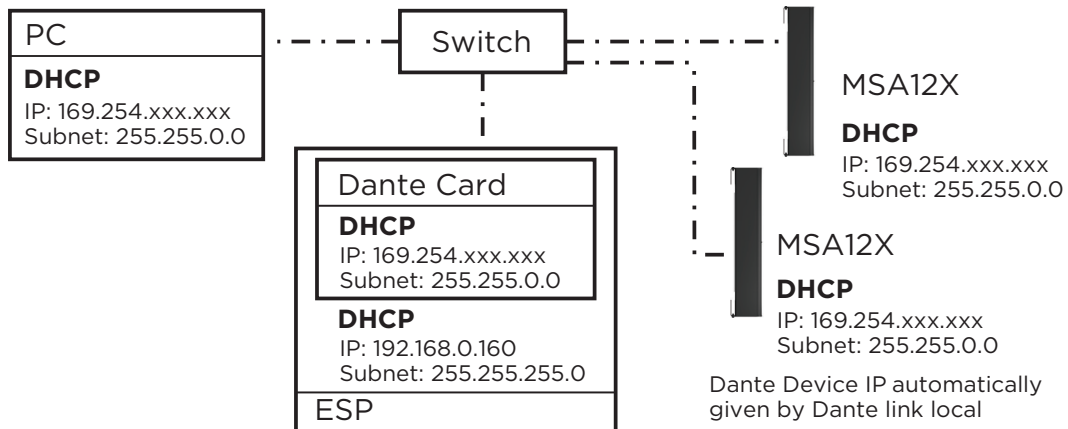 PC
DHCP
IP: 169.254.xxx.xxx
Subnet: 255.255.0.0
Switch
MSA12X
DHCP
IP: 169.254.xxx.xxx
Subnet: 255.255.0.0
Dante Card
DHCP
IP: 169.254.xxx.xxx
Subnet: 255.255.0.0
DHCP
IP: 192.168.0.160
Subnet: 255.255.255.0
ESP
MSA12X
DHCP
IP: 169.254.xxx.xxx
Subnet: 255.255.0.0
Dante Device IP automatically
given by Dante link local